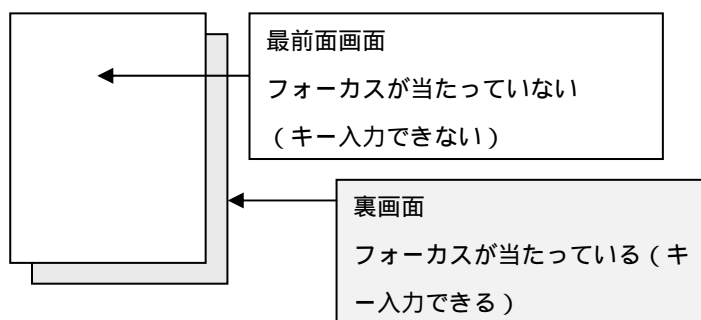 最前面画面
フォーカスが当たっていない
（キー入力できない）
裏画面
フォーカスが当たっている（キ
ー入力できる）